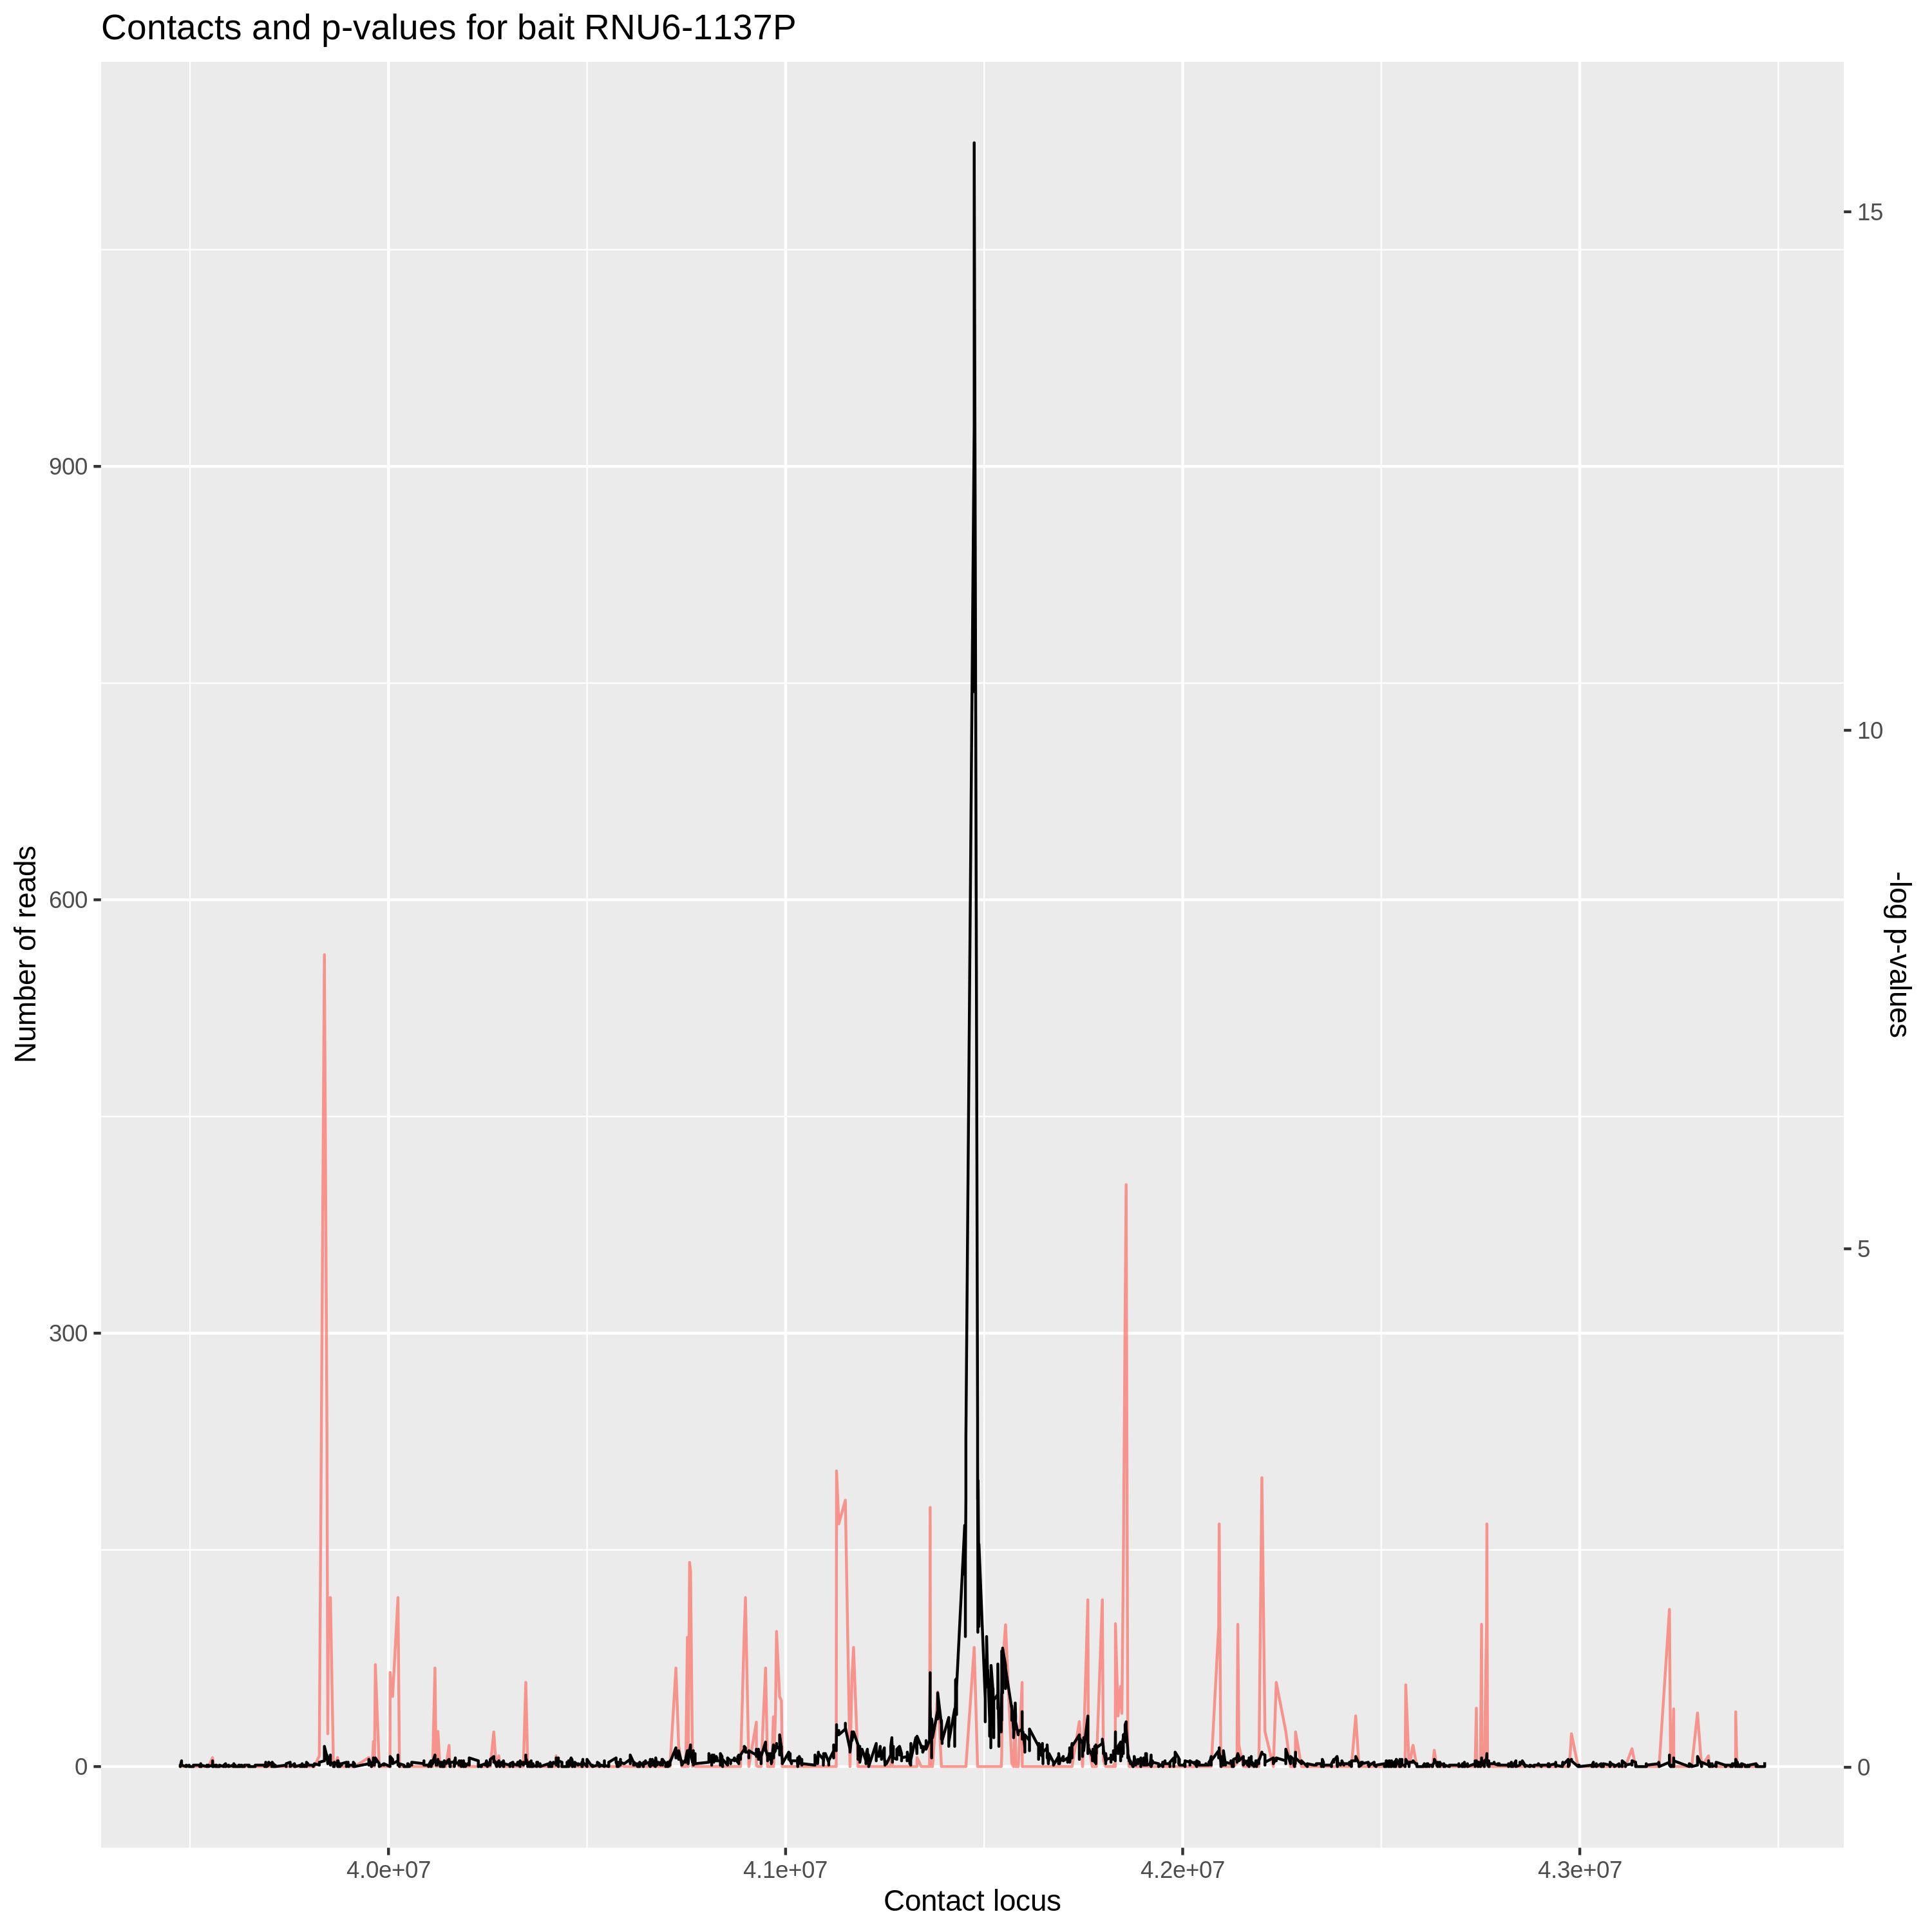 Contacts and p-values for bait RNU6-1137P
Number of reads
900
600
300
0
15
10
5
0
-log p-values
4.0e+07
4.1e+07
4.2e+07
4.3e+07
Contact locus